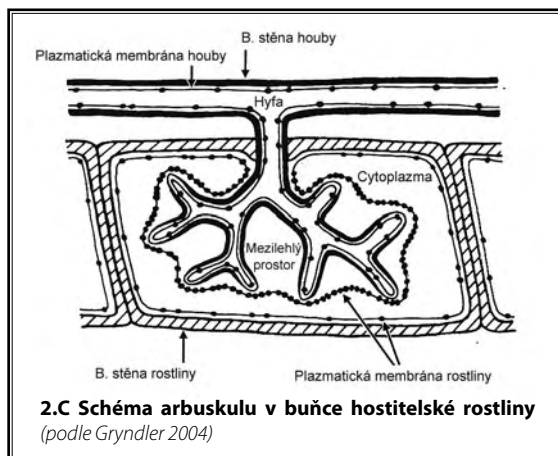 B. stěna houby
Plazmatická membrána houby
Hyfa
Cytoplazma
Mezilehlý
prostor
B. stěna rostliny
Plazmatická membrána rostliny
2.C Schéma arbuskulu v buňce hostitelské rostliny
(podle Gryndler 2004)